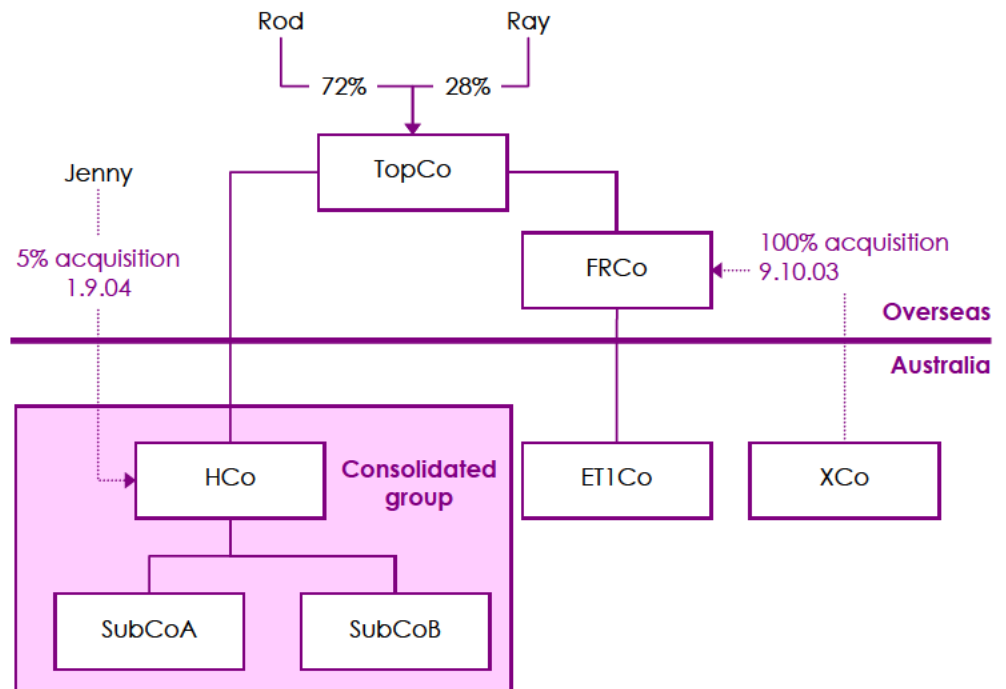 Rod
Ray
72%
28%
TopCo
Jenny
5% acquisition
1.9.04
FRCo
100% acquisition
9.10.03
Overseas
Australia
HCo
Consolidated
group
ET1Co
XCo
SubCoA
SubCoB